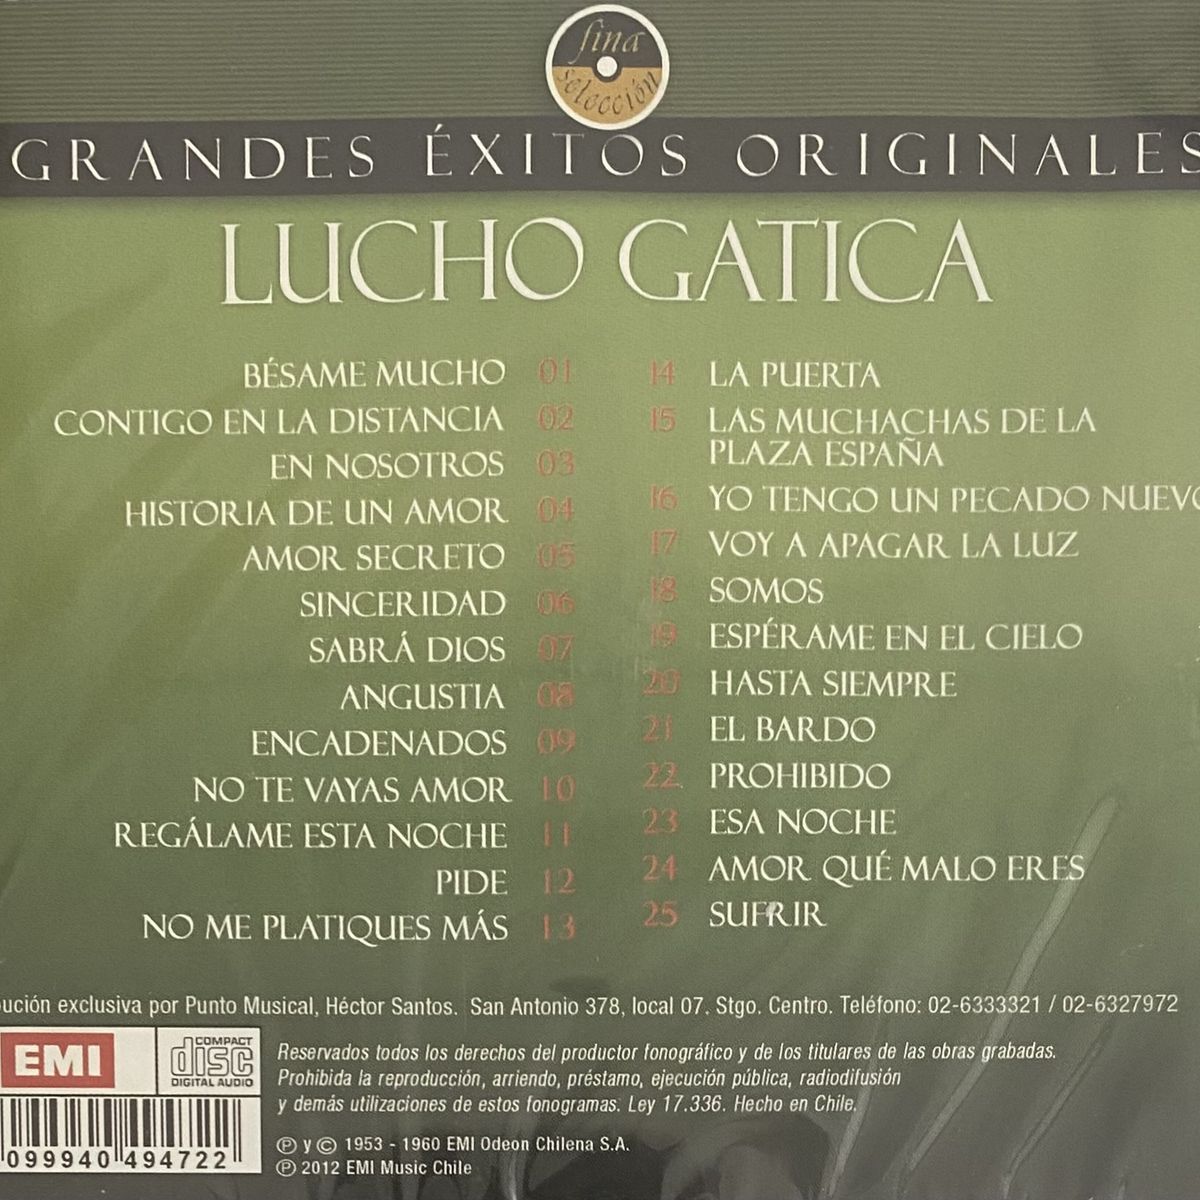 fina
selección
GRANDES ÉXITOS ORIGINALES
LUCHO GATICA
BÉSAME MUCHO 01
CONTIGO EN LA DISTANCIA 02
EN NOSOTROS 03
HISTORIA DE UN AMOR 04
AMOR SECRETO 05
SINCERIDAD 06
SABRÁ DIOS 07
ANGUSTIA 08
ENCADENADOS 09
NO TE VAYAS AMOR 10
REGÁLAME ESTA NOCHE 11
PIDE 12
NO ME PLATIQUES MÁS 13
14 LA PUERTA
15 LAS MUCHACHAS DE LA
PLAZA ESPAÑA
16 YO TENGO UN PECADO NUEVO
17 VOY A APAGAR LA LUZ
18 SOMOS
19 ESPÉRAME EN EL CIELO
20 HASTA SIEMPRE
21 EL BARDO
22 PROHIBIDO
23 ESA NOCHE
24 AMOR QUÉ MALO ERES
25 SUFRIR
ución exclusiva por Punto Musical, Héctor Santos. San Antonio 378, local 07. Stgo. Centro. Teléfono: 02-6333321 / 02-6327972
EMI
COMPACT
disc
DIGITAL AUDIO
Reservados todos los derechos del productor fonográfico y de los titulares de las obras grabadas.
Prohibida la reproducción, arriendo, préstamo, ejecución pública, radiodifusión
y demás utilizaciones de estos fonogramas. Ley 17.336. Hecho en Chile.
℗ y © 1953 - 1960 EMI Odeon Chilena S.A.
℗ 2012 EMI Music Chile
099940 494722